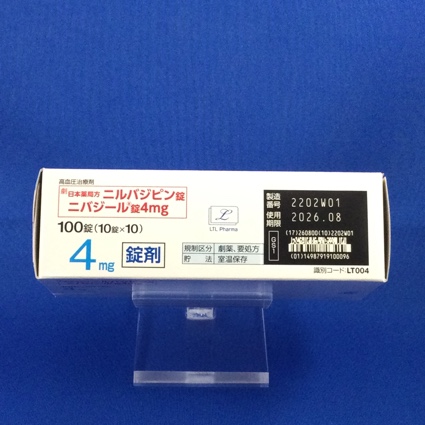 高血圧治療剤
劇 日本薬局方 ニルバジピン錠
ニバジール®錠4mg
100錠(10錠×10)
4mg 錠剤
L
LTL Pharma
規制区分 劇薬、要処方
貯法 室温保存
製造番号 2202W01
使用期限 2026.08
GS1
(17)260800(10)2202W01
(01)14987919100096
識別コード: LT004